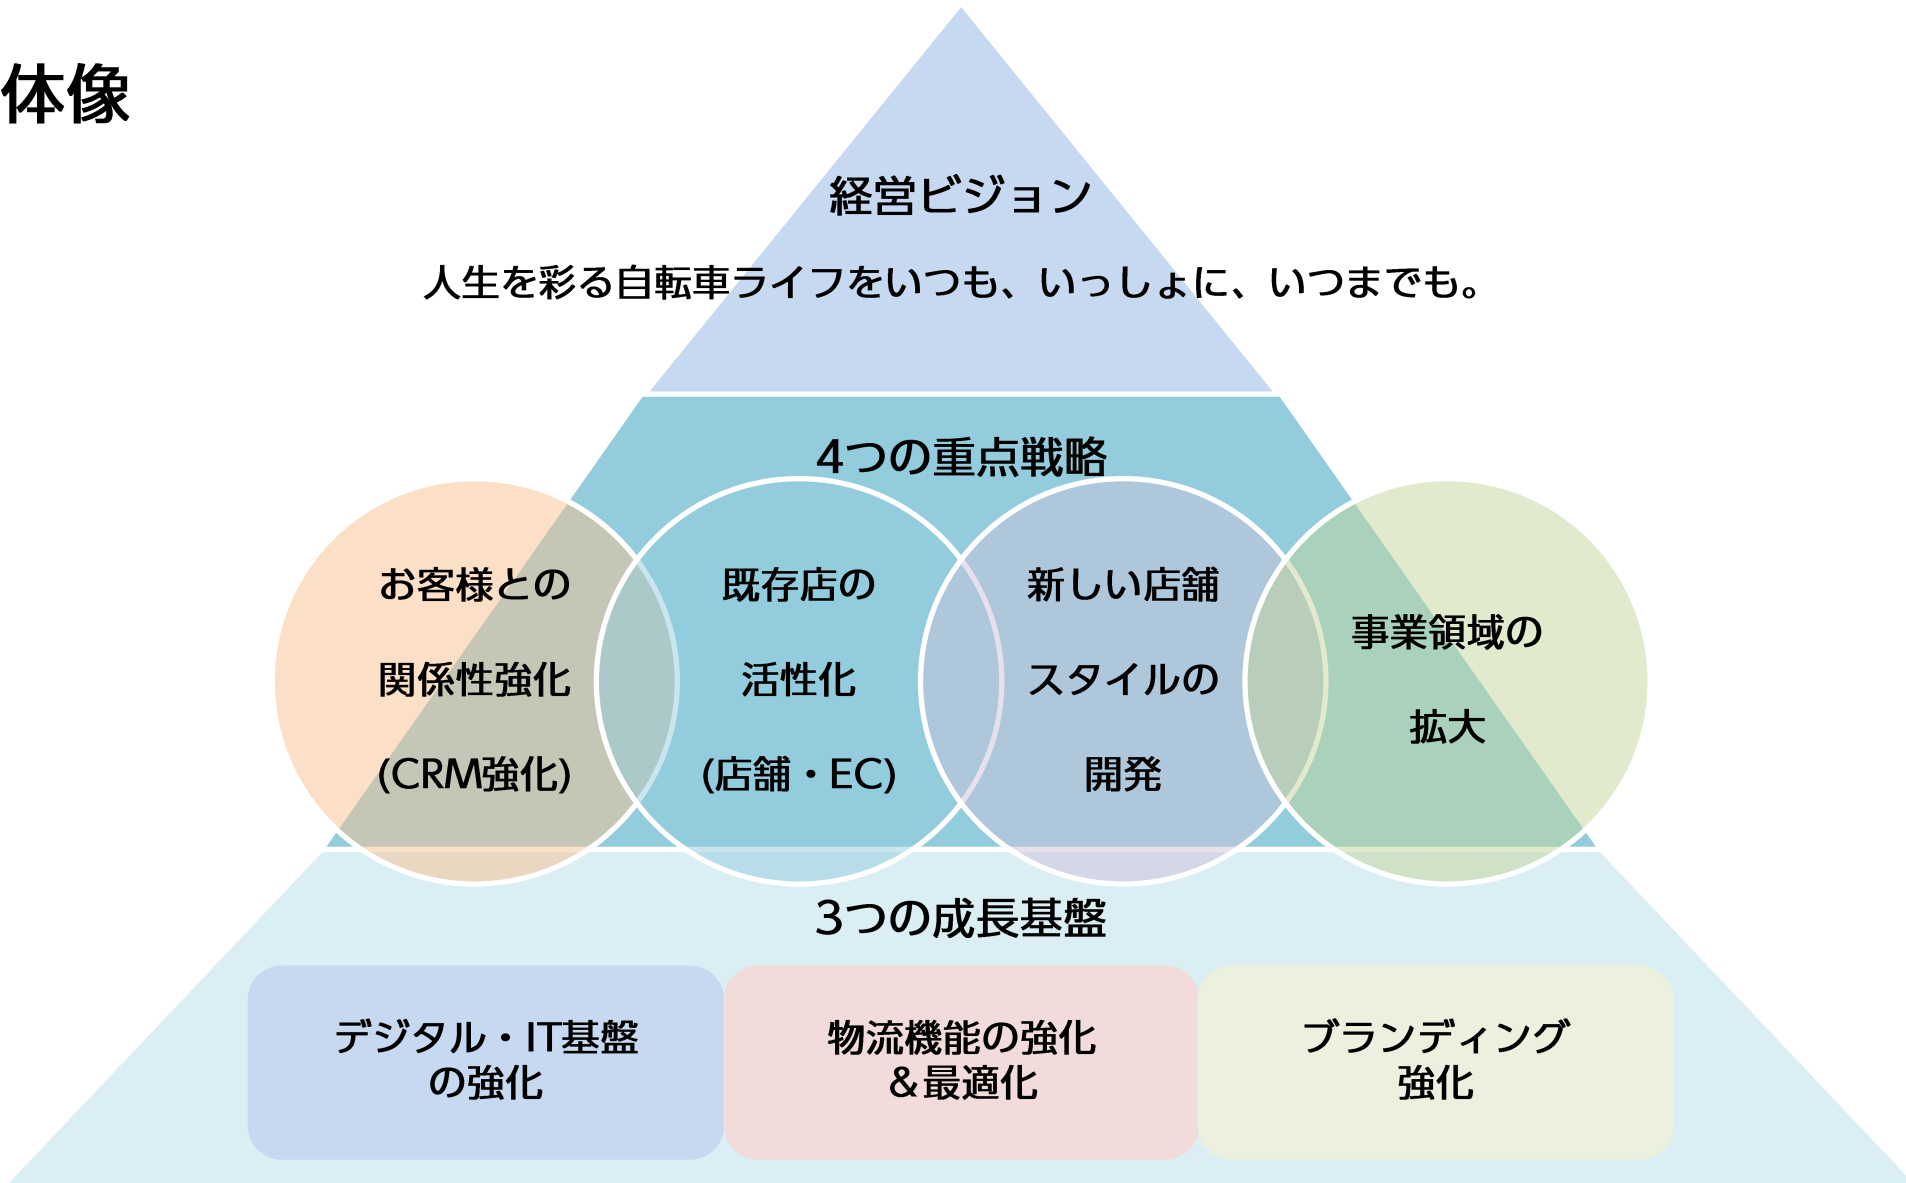 体像
経営ビジョン
人生を彩る自転車ライフをいつも、いっしょに、いつまでも。
4つの重点戦略
お客様との
関係性強化
(CRM強化)
既存店の
活性化
(店舗・EC)
新しい店舗
スタイルの
開発
事業領域の
拡大
3つの成長基盤
デジタル・IT基盤
の強化
物流機能の強化
＆最適化
ブランディング
強化